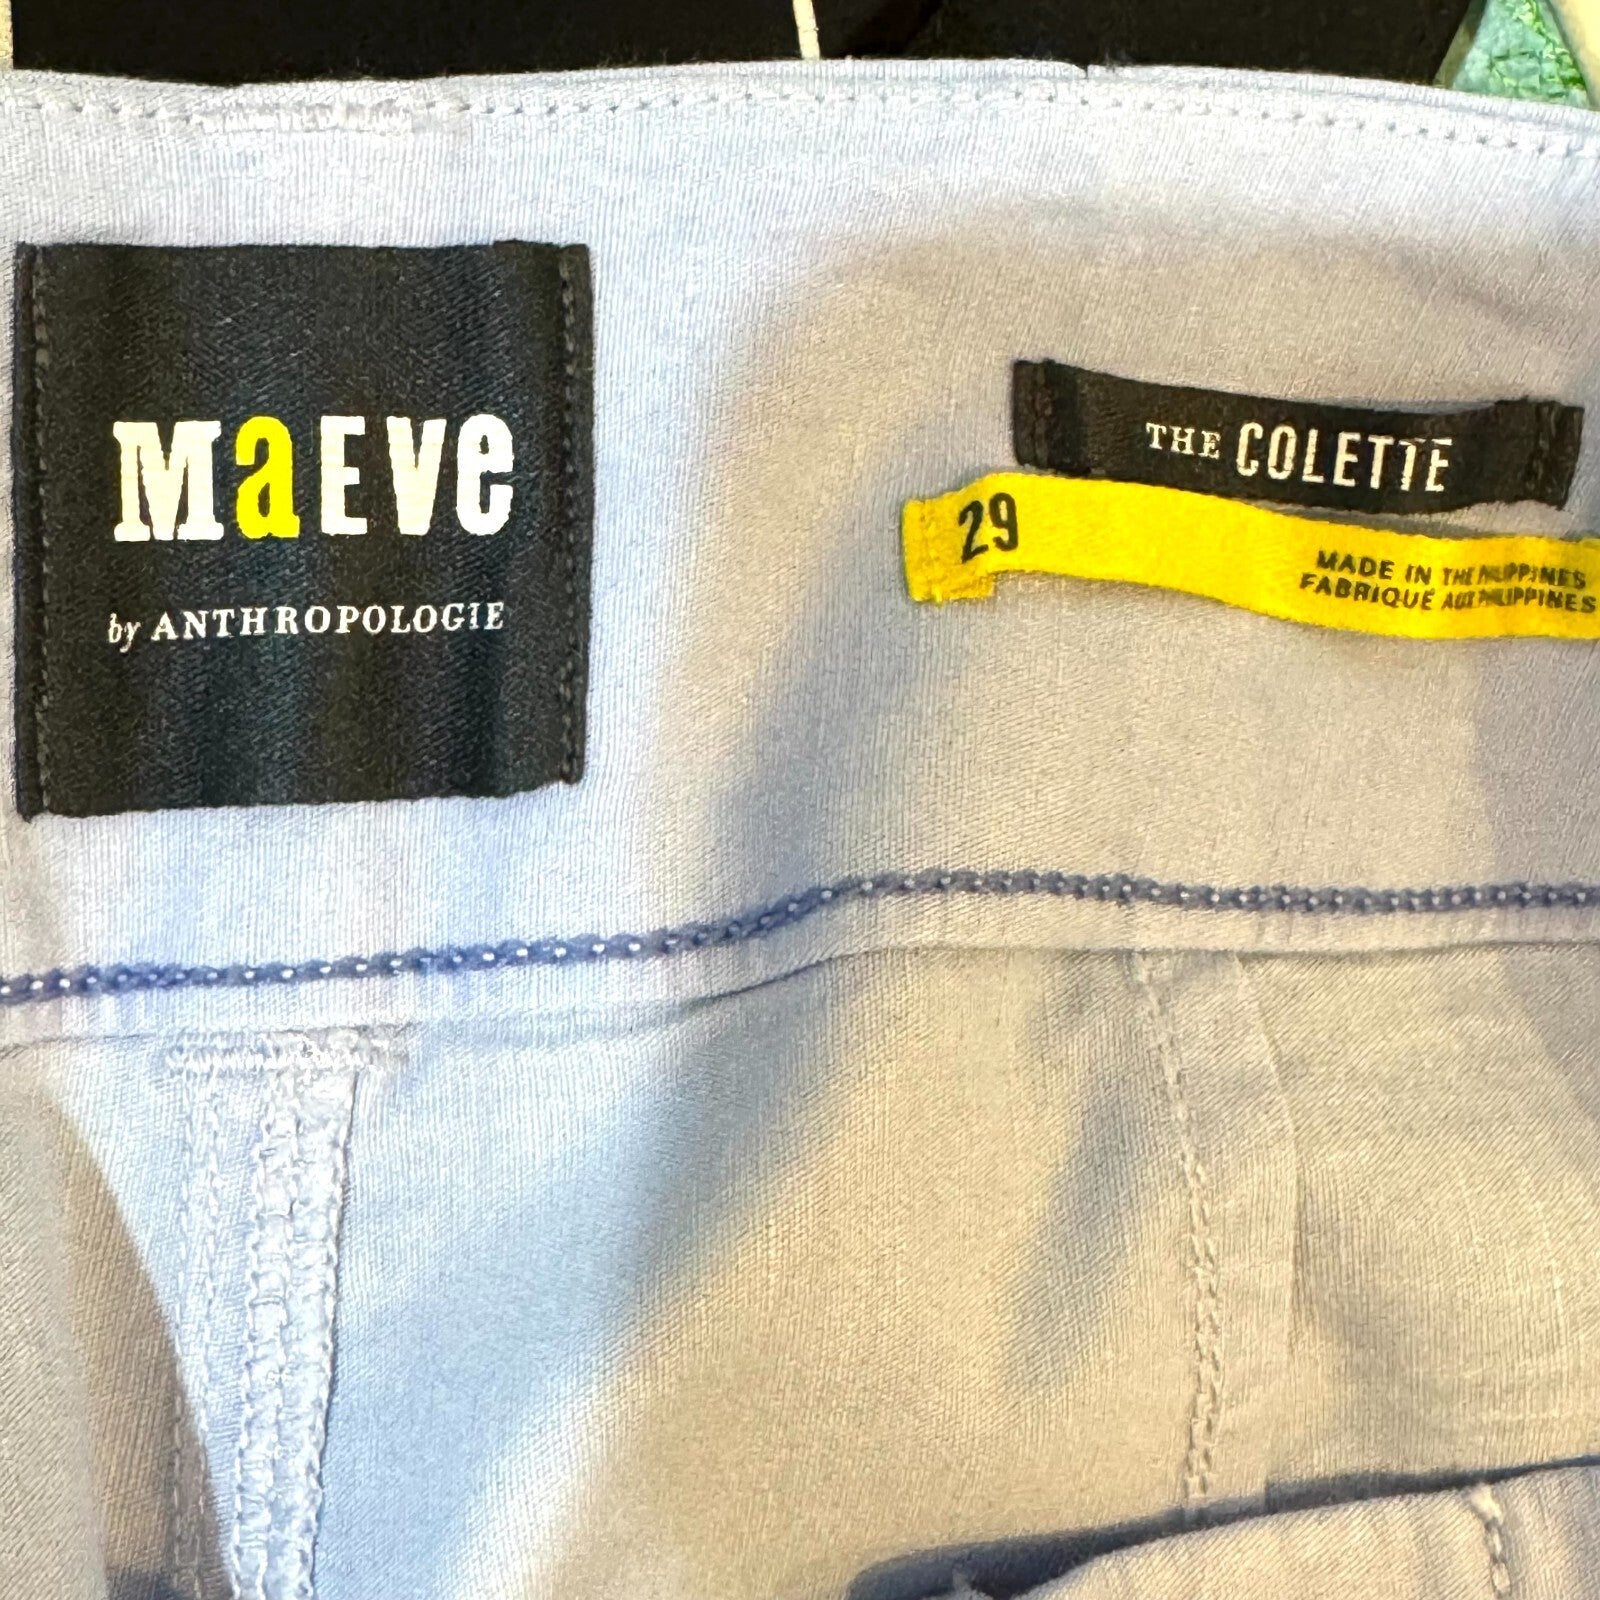 MaEVe
by ANTHROPOLOGIE
THE COLETTE
29
MADE IN THE PHILIPPINES
FABRIQUÉ AUX PHILIPPINES